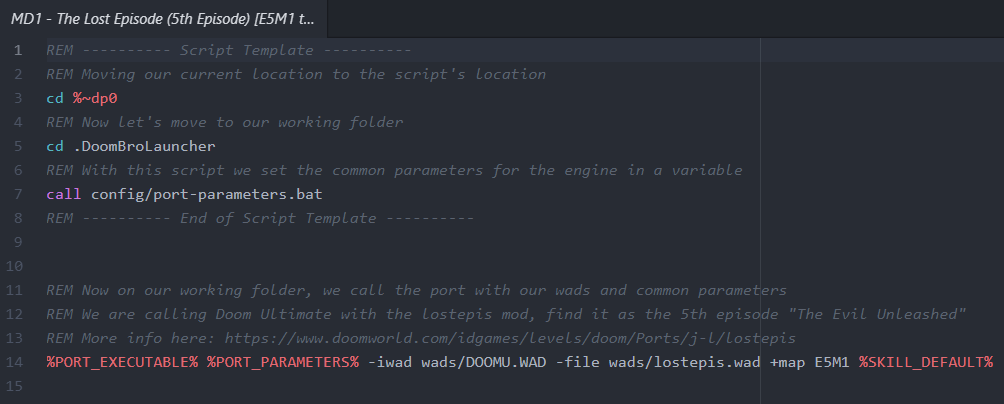 MD1 - The Lost Episode (5th Episode) [E5M1 t...
1 REM ---------- Script Template ----------
2 REM Moving our current location to the script's location
3 cd %~dp0
4 REM Now let's move to our working folder
5 cd .DoomBroLauncher
6 REM With this script we set the common parameters for the engine in a variable
7 call config/port-parameters.bat
8 REM ---------- End of Script Template ----------
9
10
11 REM Now on our working folder, we call the port with our wads and common parameters
12 REM We are calling Doom Ultimate with the lostepis mod, find it as the 5th episode "The Evil Unleashed"
13 REM More info here: https://www.doomworld.com/idgames/levels/doom/Ports/j-l/lostepis
14 %PORT_EXECUTABLE% %PORT_PARAMETERS% -iwad wads/DOOMU.WAD -file wads/lostepis.wad +map E5M1 %SKILL_DEFAULT%
15